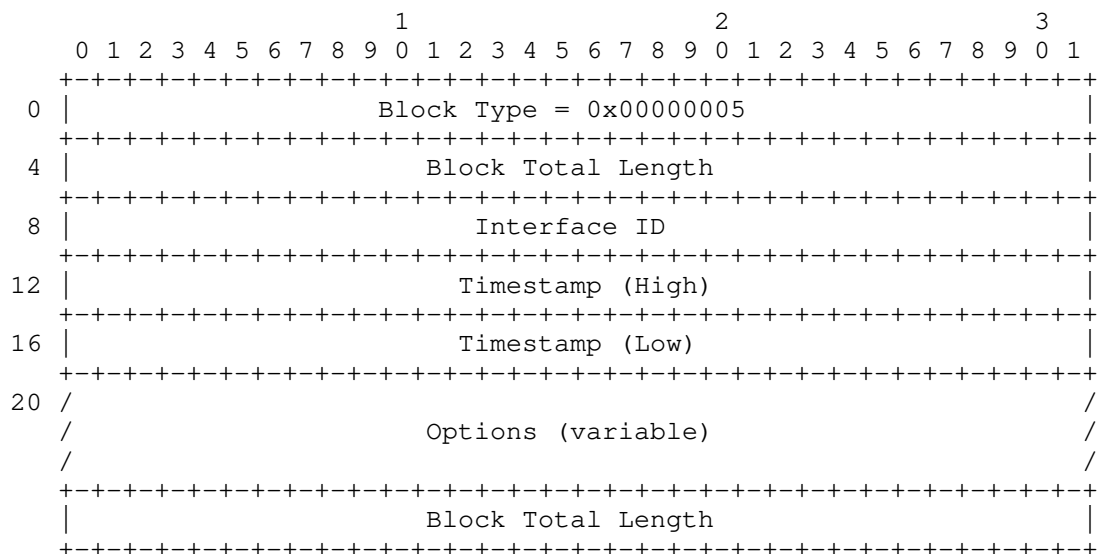 1                   2                   3
    0 1 2 3 4 5 6 7 8 9 0 1 2 3 4 5 6 7 8 9 0 1 2 3 4 5 6 7 8 9 0 1
   +-+-+-+-+-+-+-+-+-+-+-+-+-+-+-+-+-+-+-+-+-+-+-+-+-+-+-+-+-+-+-+-+
 0 |                   Block Type = 0x00000005                     |
   +-+-+-+-+-+-+-+-+-+-+-+-+-+-+-+-+-+-+-+-+-+-+-+-+-+-+-+-+-+-+-+-+
 4 |                      Block Total Length                       |
   +-+-+-+-+-+-+-+-+-+-+-+-+-+-+-+-+-+-+-+-+-+-+-+-+-+-+-+-+-+-+-+-+
 8 |                         Interface ID                          |
   +-+-+-+-+-+-+-+-+-+-+-+-+-+-+-+-+-+-+-+-+-+-+-+-+-+-+-+-+-+-+-+-+
12 |                        Timestamp (High)                       |
   +-+-+-+-+-+-+-+-+-+-+-+-+-+-+-+-+-+-+-+-+-+-+-+-+-+-+-+-+-+-+-+-+
16 |                        Timestamp (Low)                        |
   +-+-+-+-+-+-+-+-+-+-+-+-+-+-+-+-+-+-+-+-+-+-+-+-+-+-+-+-+-+-+-+-+
20 /                                                               /
   /                      Options (variable)                       /
   /                                                               /
   +-+-+-+-+-+-+-+-+-+-+-+-+-+-+-+-+-+-+-+-+-+-+-+-+-+-+-+-+-+-+-+-+
   |                      Block Total Length                       |
   +-+-+-+-+-+-+-+-+-+-+-+-+-+-+-+-+-+-+-+-+-+-+-+-+-+-+-+-+-+-+-+-+